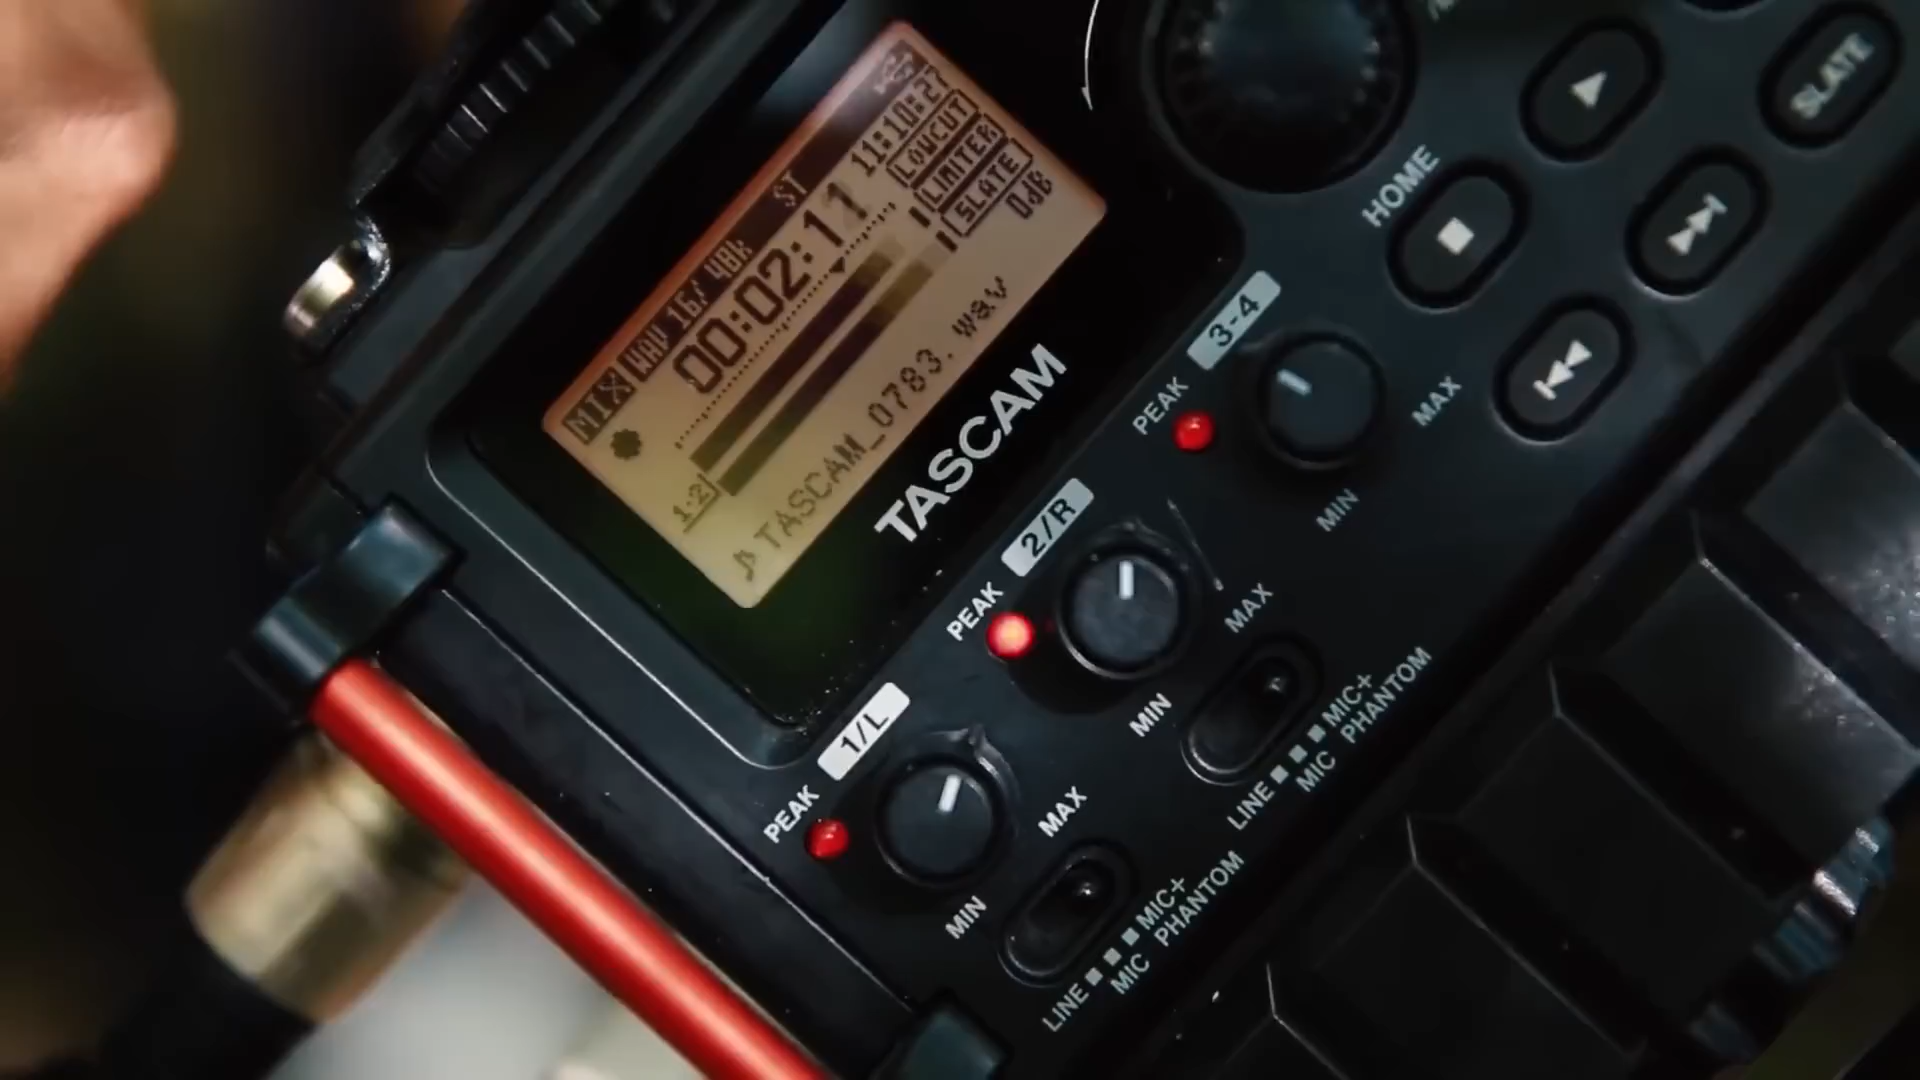 MIX WAV 16/ 48k ST
00:02:11
11:10:27
LOWCUT
LIMITER
SLATE
0dB
1-2
TASCAM_0783.wav
TASCAM
HOME
SLATE
3-4
PEAK
MAX
MIN
2/R
PEAK
MAX
MIN
LINE
MIC
MIC+
PHANTOM
1/L
PEAK
MAX
MIN
LINE
MIC
MIC+
PHANTOM